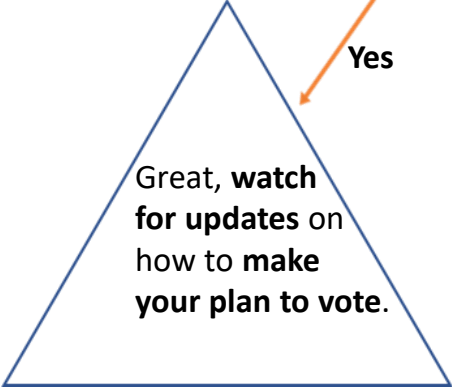 Yes
Great, watch
for updates on
how to make
your plan to vote.